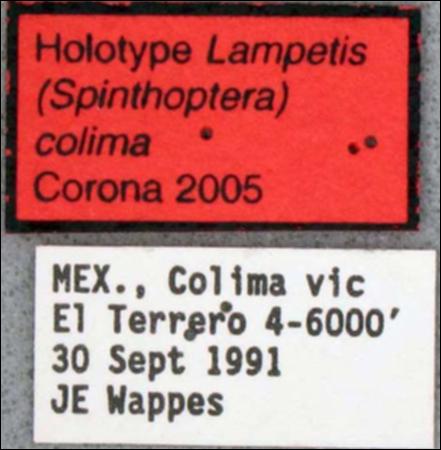 Holotype Lampetis
(Spinthoptera)
colima
Corona 2005
MEX., Colima vic
El Terrero 4-6000'
30 Sept 1991
JE Wappes